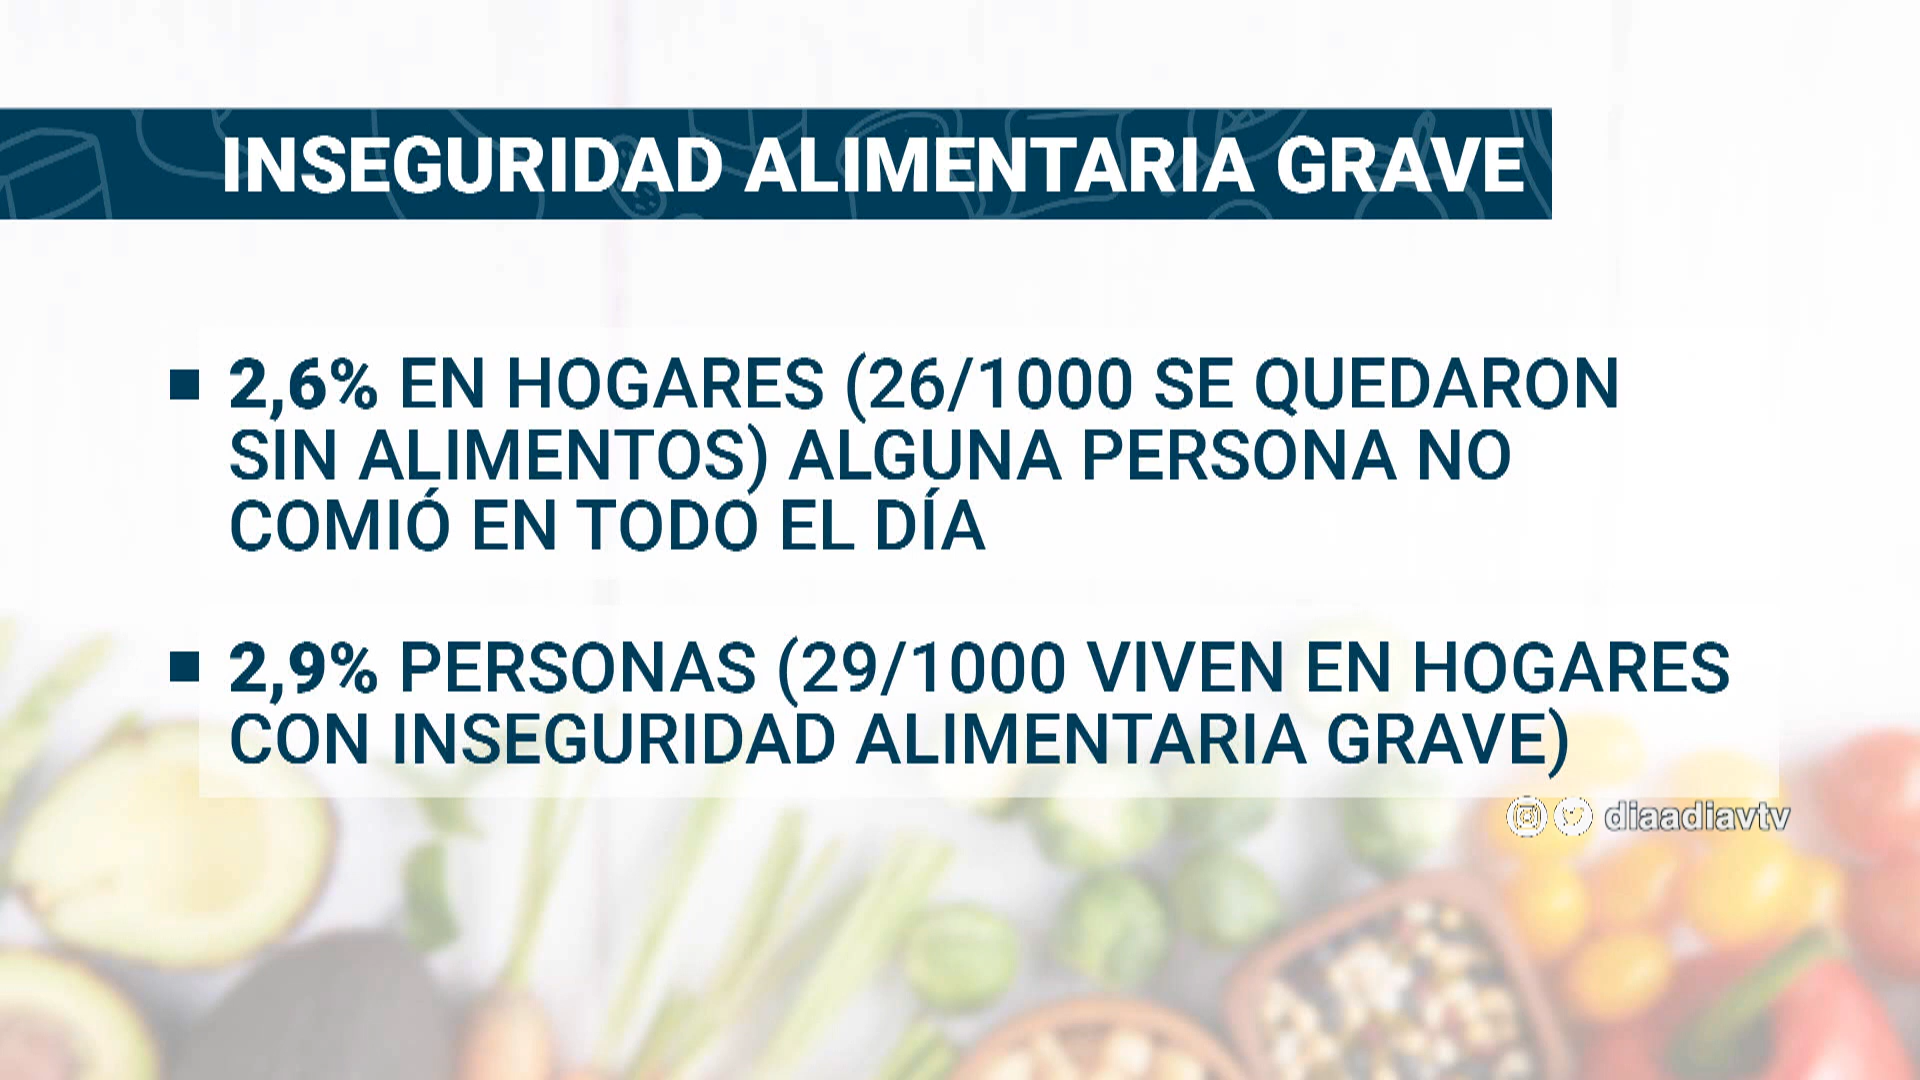 INSEGURIDAD ALIMENTARIA GRAVE
2,6% EN HOGARES (26/1000 SE QUEDARON
SIN ALIMENTOS) ALGUNA PERSONA NO
COMIÓ EN TODO EL DÍA
2,9% PERSONAS (29/1000 VIVEN EN HOGARES
CON INSEGURIDAD ALIMENTARIA GRAVE)
diaadiavtv